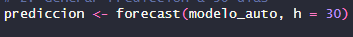 prediccion <- forecast(modelo_auto, h = 30)